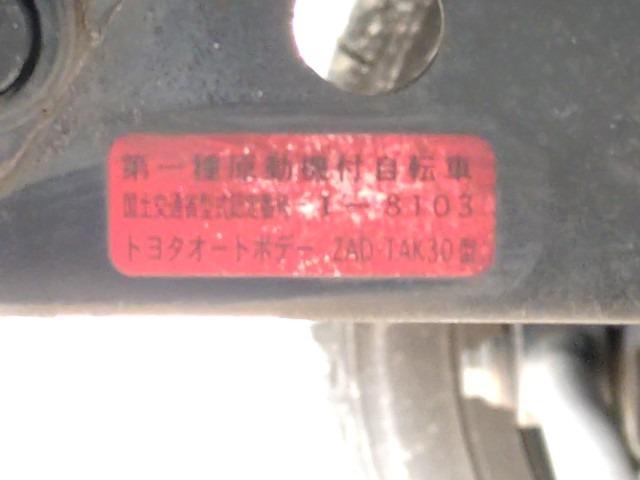 第一種原動機付自転車
国土交通省型式認定番号 I－8103
トヨタオートボデー ZAD-TAK30型